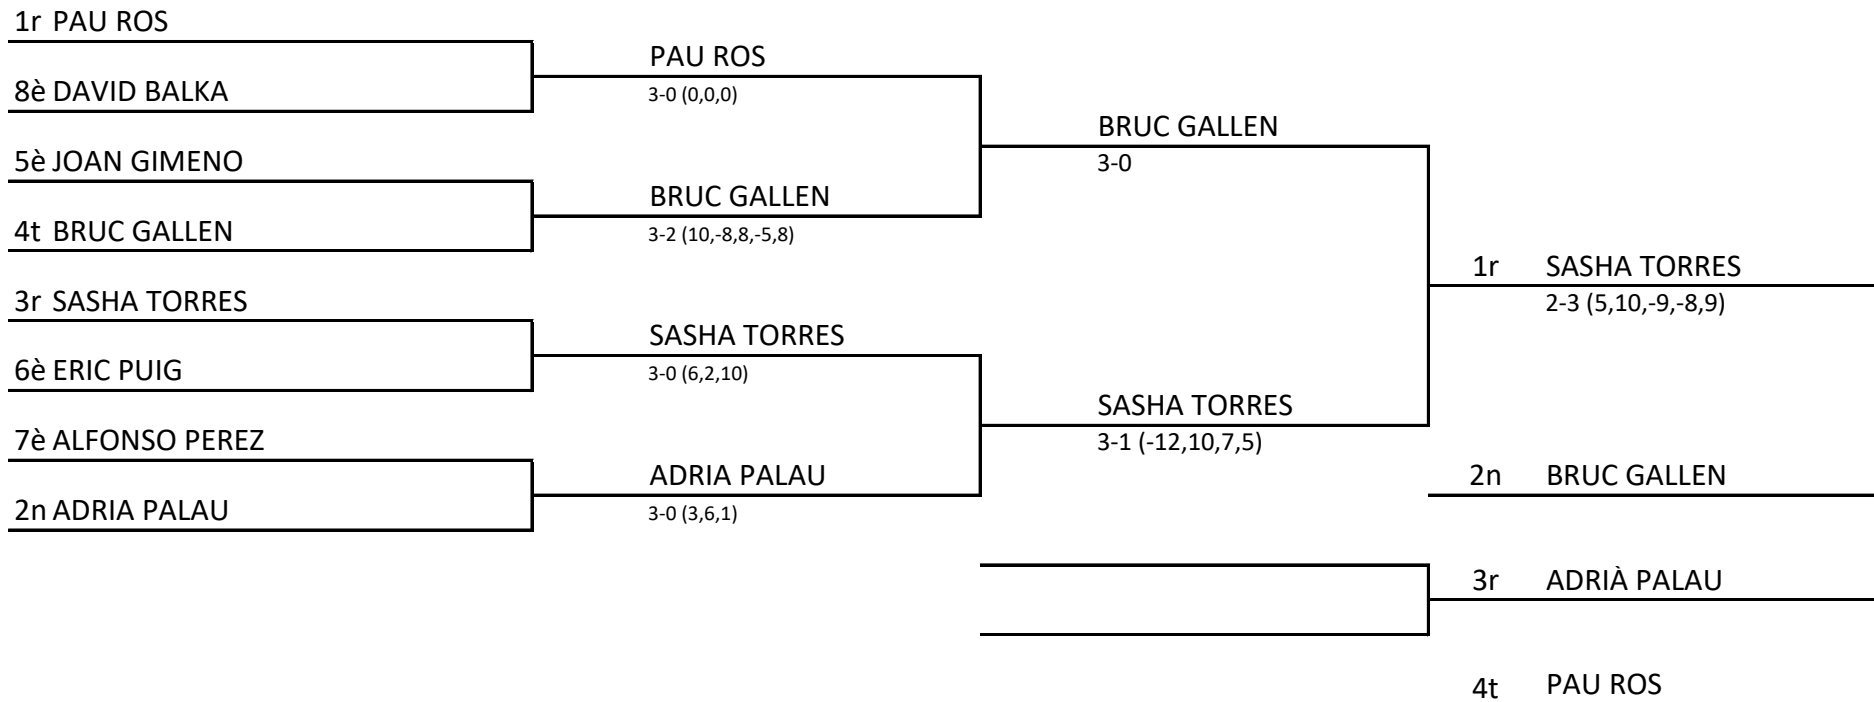 1r PAU ROS
8è DAVID BALKA
5è JOAN GIMENO
4t BRUC GALLEN
3r SASHA TORRES
6è ERIC PUIG
7è ALFONSO PEREZ
2n ADRIA PALAU
PAU ROS
3-0 (0,0,0)
BRUC GALLEN
3-2 (10,-8,8,-5,8)
SASHA TORRES
3-0 (6,2,10)
ADRIA PALAU
3-0 (3,6,1)
BRUC GALLEN
3-0
SASHA TORRES
3-1 (-12,10,7,5)
1r SASHA TORRES
2-3 (5,10,-9,-8,9)
2n BRUC GALLEN
3r ADRIÀ PALAU
4t PAU ROS